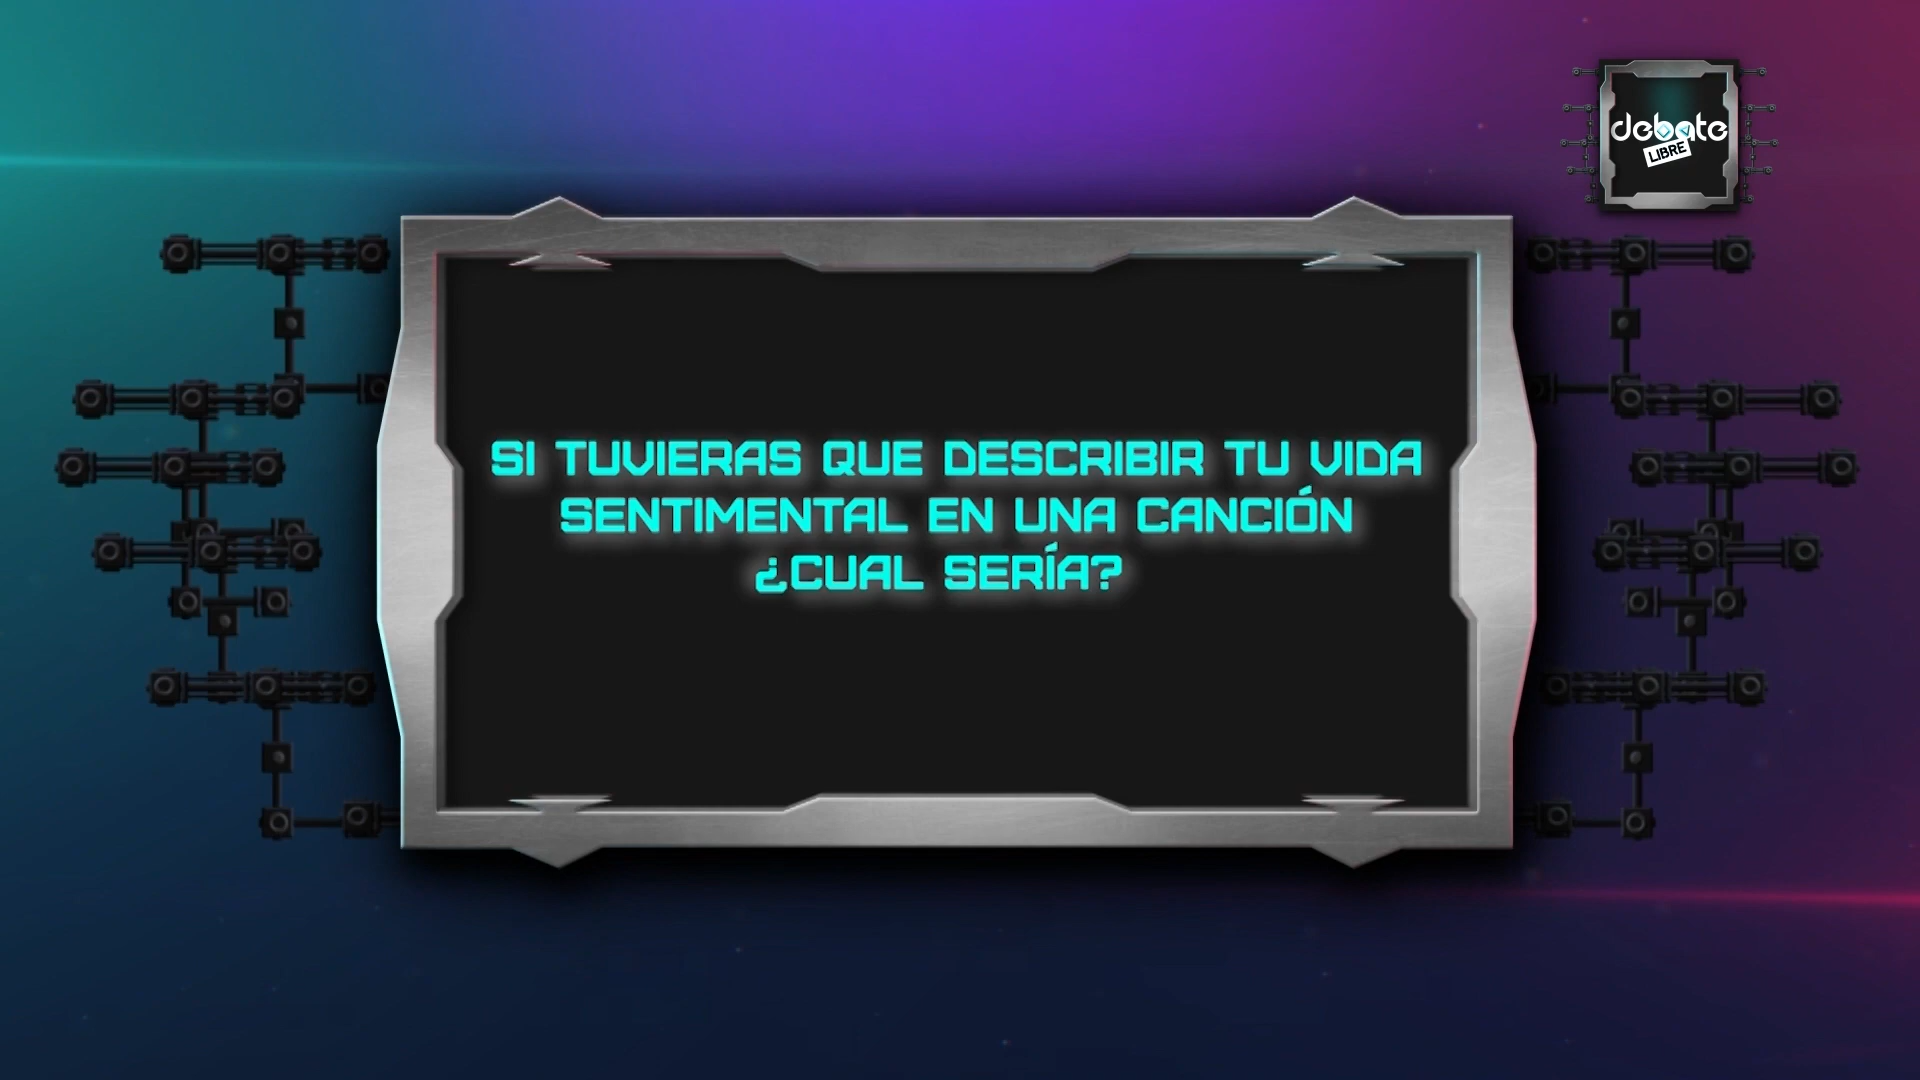 debate
LIBRE
SI TUVIERAS QUE DESCRIBIR TU VIDA
SENTIMENTAL EN UNA CANCIÓN
¿CUAL SERÍA?